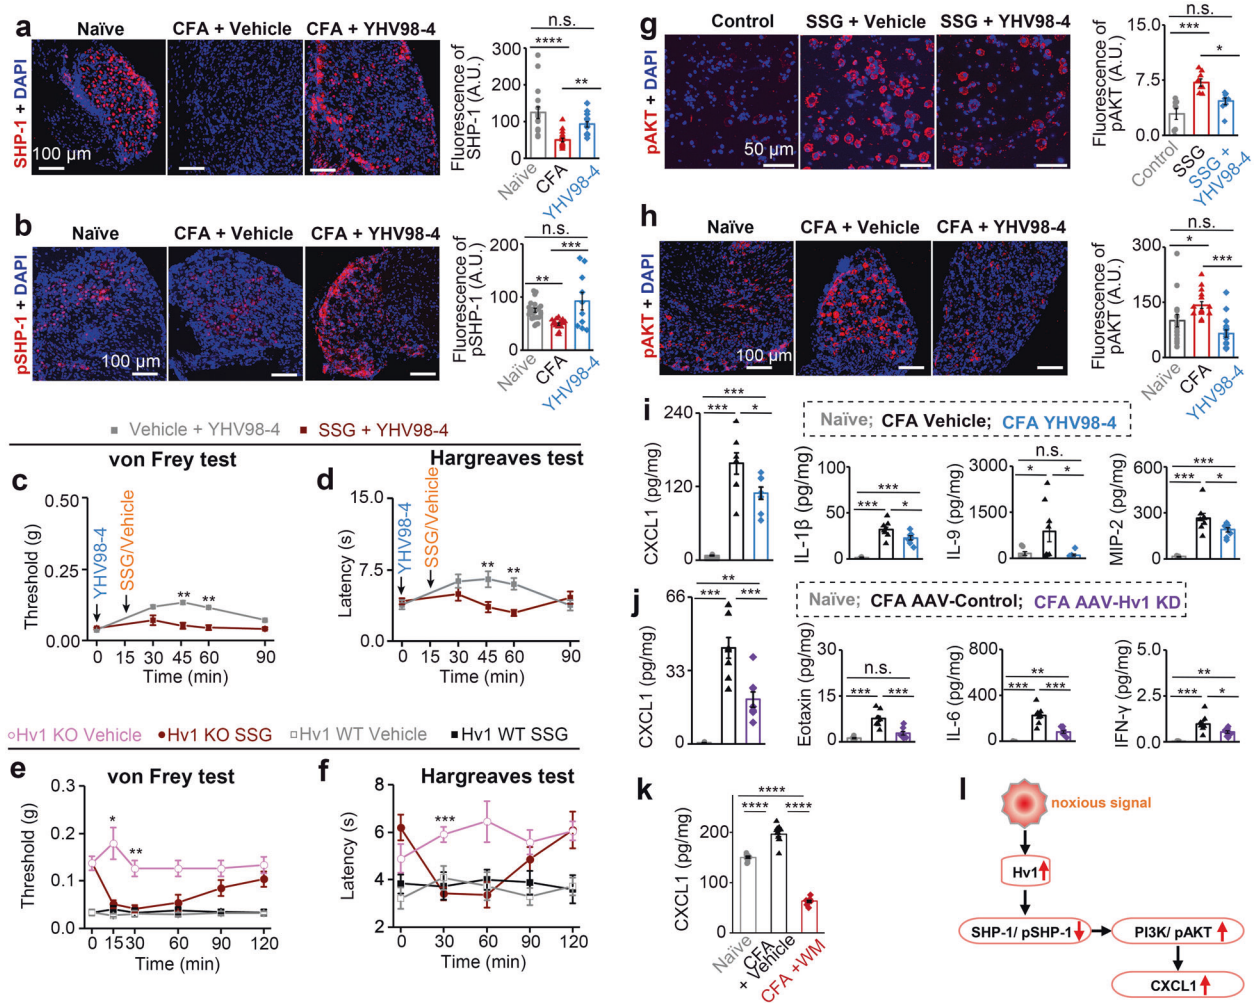 a
Naïve
CFA + Vehicle
CFA + YHV98-4
SHP-1 + DAPI
100 μm
Fluorescence of
SHP-1 (A.U.)
300
200
100
0
n.s.
****
**
Naïve
CFA
YHV98-4
b
Naïve
CFA + Vehicle
CFA + YHV98-4
pSHP-1 + DAPI
100 μm
Fluorescence of
pSHP-1 (A.U.)
200
100
0
n.s.
***
**
Naïve
CFA
YHV98-4
Vehicle + YHV98-4
SSG + YHV98-4
c
von Frey test
Threshold (g)
0.50
0.25
0.00
YHV98-4
SSG/Vehicle
**
**
0 15 30 45 60 90
Time (min)
d
Hargreaves test
Latency (s)
15.0
7.5
0.0
YHV98-4
SSG/Vehicle
**
**
0 15 30 45 60 90
Time (min)
Hv1 KO Vehicle
Hv1 KO SSG
Hv1 WT Vehicle
Hv1 WT SSG
e
von Frey test
Threshold (g)
0.3
0.2
0.1
0.0
*
**
0 15 30 60 90 120
Time (min)
f
Hargreaves test
Latency (s)
8
6
4
2
***
0 30 60 90 120
Time (min)
g
Control
SSG + Vehicle
SSG + YHV98-4
pAKT + DAPI
50 μm
Fluorescence of
pAKT (A.U.)
15.0
7.5
0.0
n.s.
***
*
Control
SSG
SSG +
YHV98-4
h
Naïve
CFA + Vehicle
CFA + YHV98-4
pAKT + DAPI
100 μm
Fluorescence of
pAKT (A.U.)
300
150
0
n.s.
*
***
Naïve
CFA
YHV98-4
i
Naïve; CFA Vehicle; CFA YHV98-4
CXCL1 (pg/mg)
240
120
0
***
***
*
IL-1β (pg/mg)
100
50
0
***
***
*
IL-9 (pg/mg)
3000
1500
0
n.s.
*
*
MIP-2 (pg/mg)
600
300
0
***
***
*
j
Naïve; CFA AAV-Control; CFA AAV-Hv1 KD
CXCL1 (pg/mg)
66
33
0
**
***
***
Eotaxin (pg/mg)
30
15
0
n.s.
***
***
IL-6 (pg/mg)
800
400
0
**
***
***
IFN-γ (pg/mg)
5.0
2.5
0.0
**
***
*
k
CXCL1 (pg/mg)
200
100
0
****
****
****
Naïve
CFA
+ Vehicle
CFA +WM
l
noxious signal
Hv1
SHP-1/ pSHP-1
PI3K/ pAKT
CXCL1